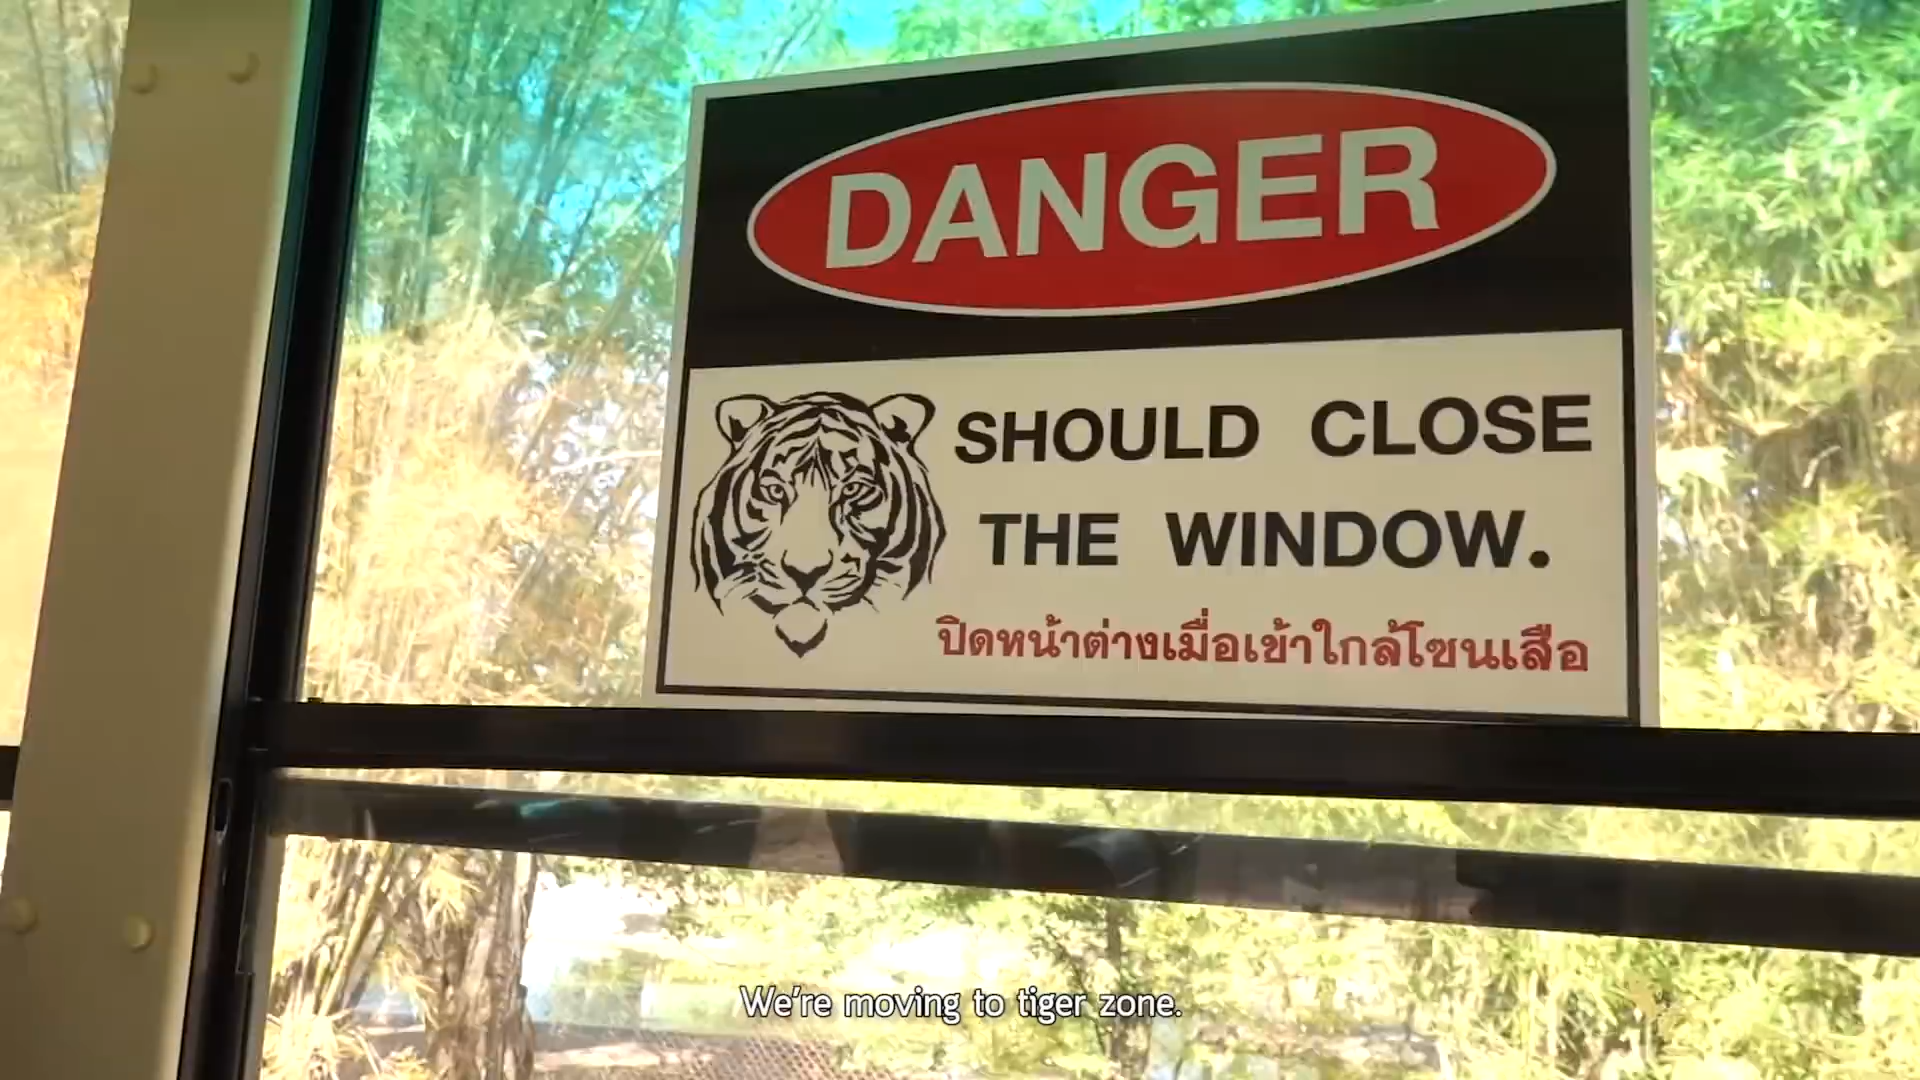 DANGER
SHOULD CLOSE
THE WINDOW.
ปิดหน้าต่างเมื่อเข้าใกล้โซนเสือ
We're moving to tiger zone.